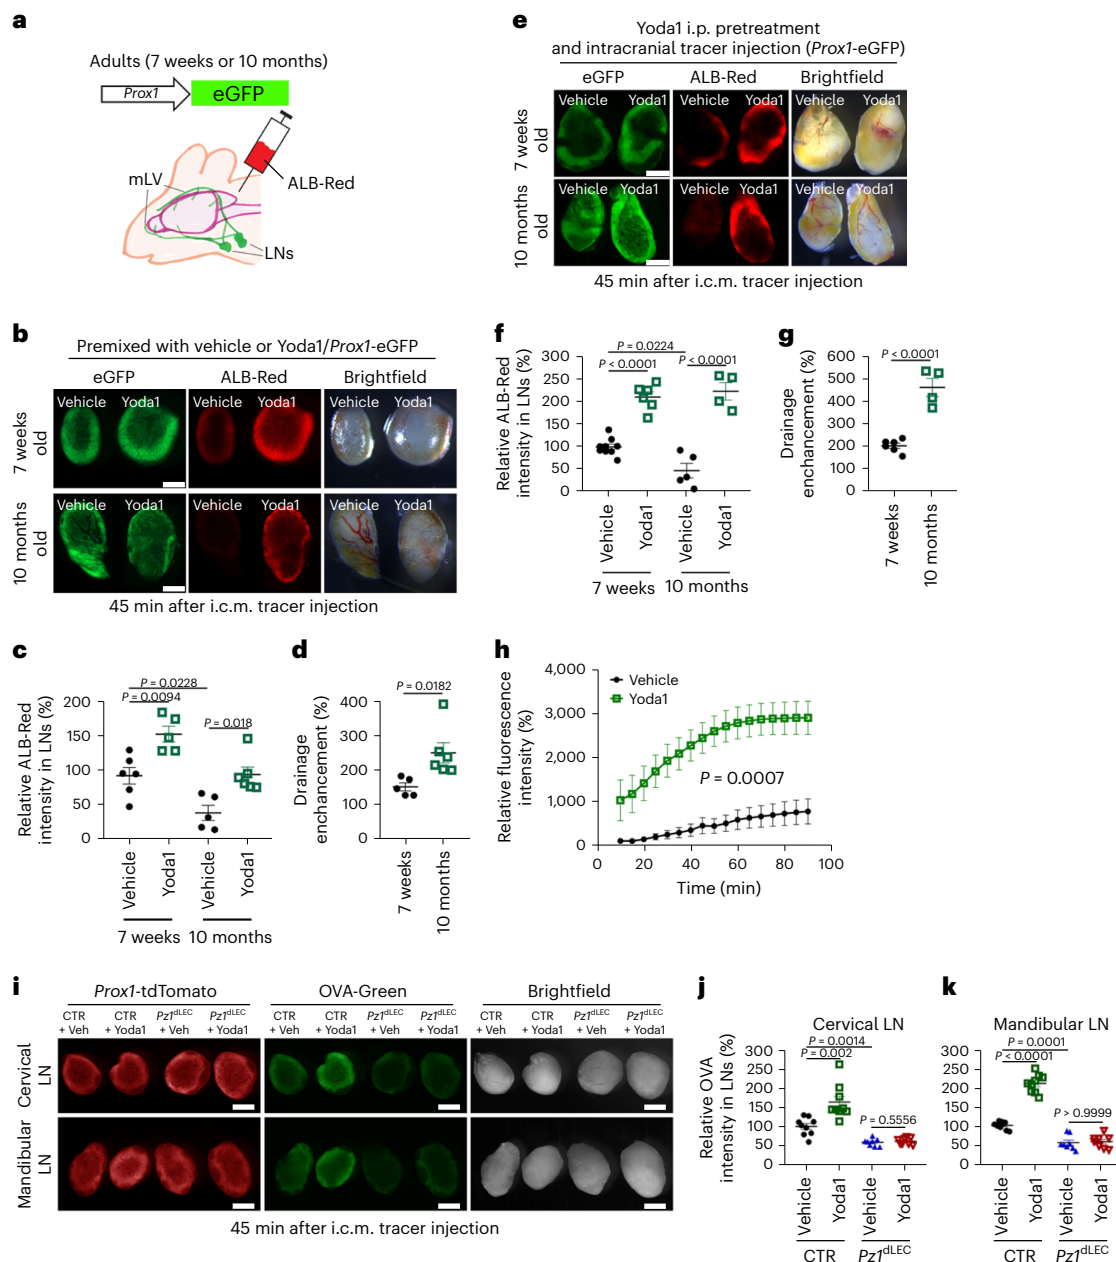 a
Adults (7 weeks or 10 months)
Prox1
eGFP
mLV
ALB-Red
LNs
b
Premixed with vehicle or Yoda1/Prox1-eGFP
eGFP ALB-Red Brightfield
Vehicle Yoda1 Vehicle Yoda1 Vehicle Yoda1
7 weeks old
Vehicle Yoda1 Vehicle Yoda1 Vehicle Yoda1
10 months old
45 min after i.c.m. tracer injection
c
Relative ALB-Red intensity in LNs (%)
P = 0.0228
P = 0.0094
P = 0.018
200
150
100
50
0
Vehicle Yoda1 Vehicle Yoda1
7 weeks 10 months
d
Drainage enchancement (%)
P = 0.0182
400
300
200
100
0
7 weeks 10 months
e
Yoda1 i.p. pretreatment
and intracranial tracer injection (Prox1-eGFP)
eGFP ALB-Red Brightfield
Vehicle Yoda1 Vehicle Yoda1 Vehicle Yoda1
7 weeks old
Vehicle Yoda1 Vehicle Yoda1 Vehicle Yoda1
10 months old
45 min after i.c.m. tracer injection
f
Relative ALB-Red intensity in LNs (%)
P = 0.0224
P < 0.0001 P < 0.0001
300
250
200
150
100
50
0
Vehicle Yoda1 Vehicle Yoda1
7 weeks 10 months
g
Drainage enchancement (%)
P < 0.0001
600
500
400
300
200
100
0
7 weeks 10 months
h
Relative fluorescence intensity (%)
4,000
3,000
2,000
1,000
0
Vehicle
Yoda1
P = 0.0007
0 20 40 60 80 100
Time (min)
i
Prox1-tdTomato OVA-Green Brightfield
CTR CTR Pz1dLEC Pz1dLEC CTR CTR Pz1dLEC Pz1dLEC CTR CTR Pz1dLEC Pz1dLEC
+ Veh + Yoda1 + Veh + Yoda1 + Veh + Yoda1 + Veh + Yoda1 + Veh + Yoda1 + Veh + Yoda1
Cervical LN
Mandibular LN
45 min after i.c.m. tracer injection
j
Cervical LN
Relative OVA intensity in LNs (%)
P = 0.0014
P = 0.002
P = 0.5556
300
250
200
150
100
50
0
Vehicle Yoda1 Vehicle Yoda1
CTR Pz1dLEC
k
Mandibular LN
P = 0.0001
P < 0.0001
P > 0.9999
300
250
200
150
100
50
0
Vehicle Yoda1 Vehicle Yoda1
CTR Pz1dLEC